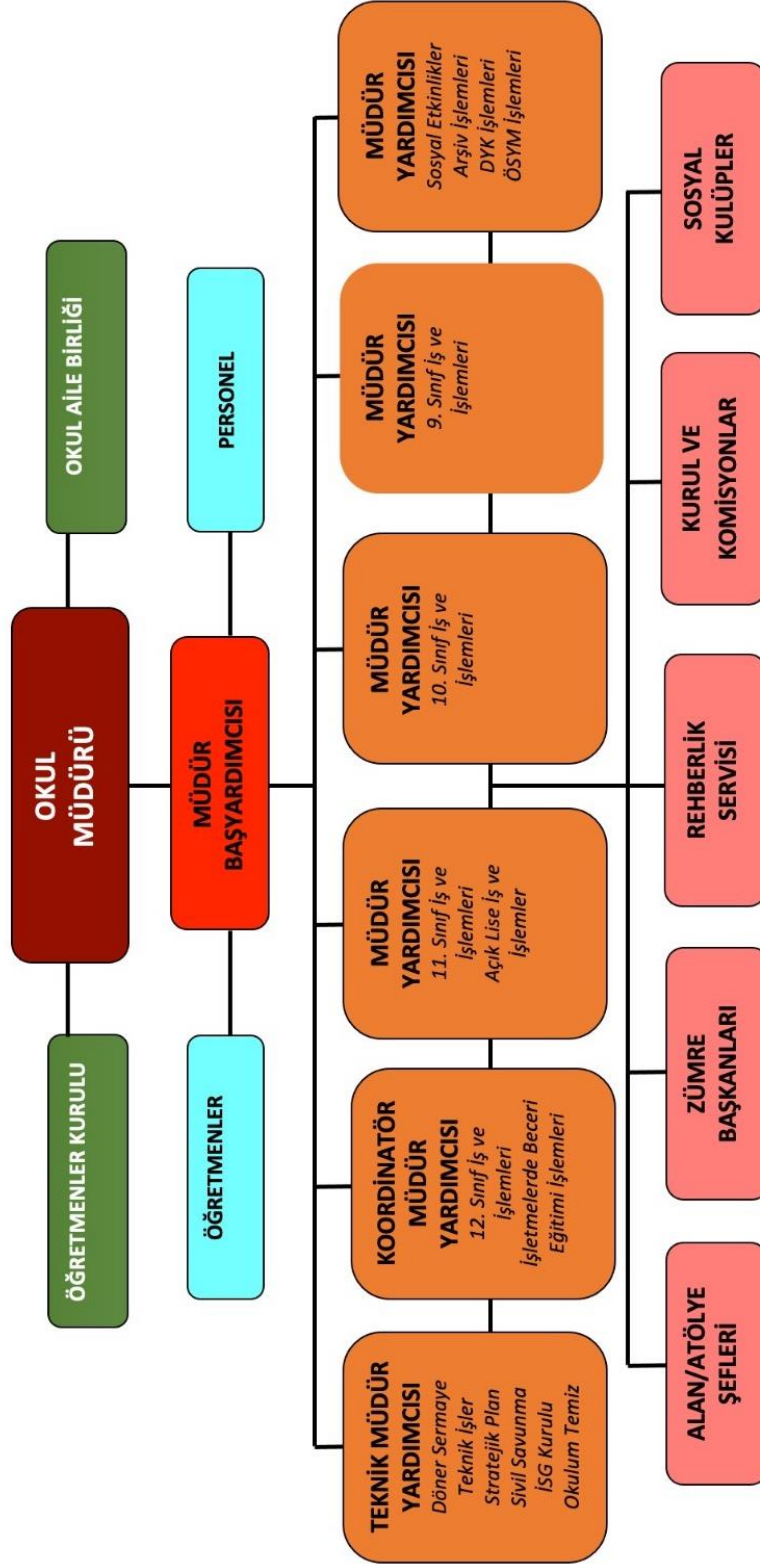 OKUL
MÜDÜRÜ
ÖĞRETMENLER KURULU
OKUL AİLE BİRLİĞİ
MÜDÜR
BAŞYARDIMCISI
ÖĞRETMENLER
PERSONEL
TEKNİK MÜDÜR
YARDIMCISI
Döner Sermaye
Teknik İşler
Stratejik Plan
Sivil Savunma
İSG Kurulu
Okulum Temiz
KOORDİNATÖR
MÜDÜR
YARDIMCISI
12. Sınıf İş ve
İşlemleri
İşletmelerde Beceri
Eğitimi İşlemleri
MÜDÜR
YARDIMCISI
11. Sınıf İş ve
İşlemleri
Açık Lise İş ve
İşlemler
MÜDÜR
YARDIMCISI
10. Sınıf İş ve
İşlemleri
MÜDÜR
YARDIMCISI
9. Sınıf İş ve
İşlemleri
MÜDÜR
YARDIMCISI
Sosyal Etkinlikler
Arşiv İşlemleri
DYK İşlemleri
ÖSYM İşlemleri
ALAN/ATÖLYE
ŞEFLERİ
ZÜMRE
BAŞKANLARI
REHBERLİK
SERVİSİ
KURUL VE
KOMİSYONLAR
SOSYAL
KULÜPLER